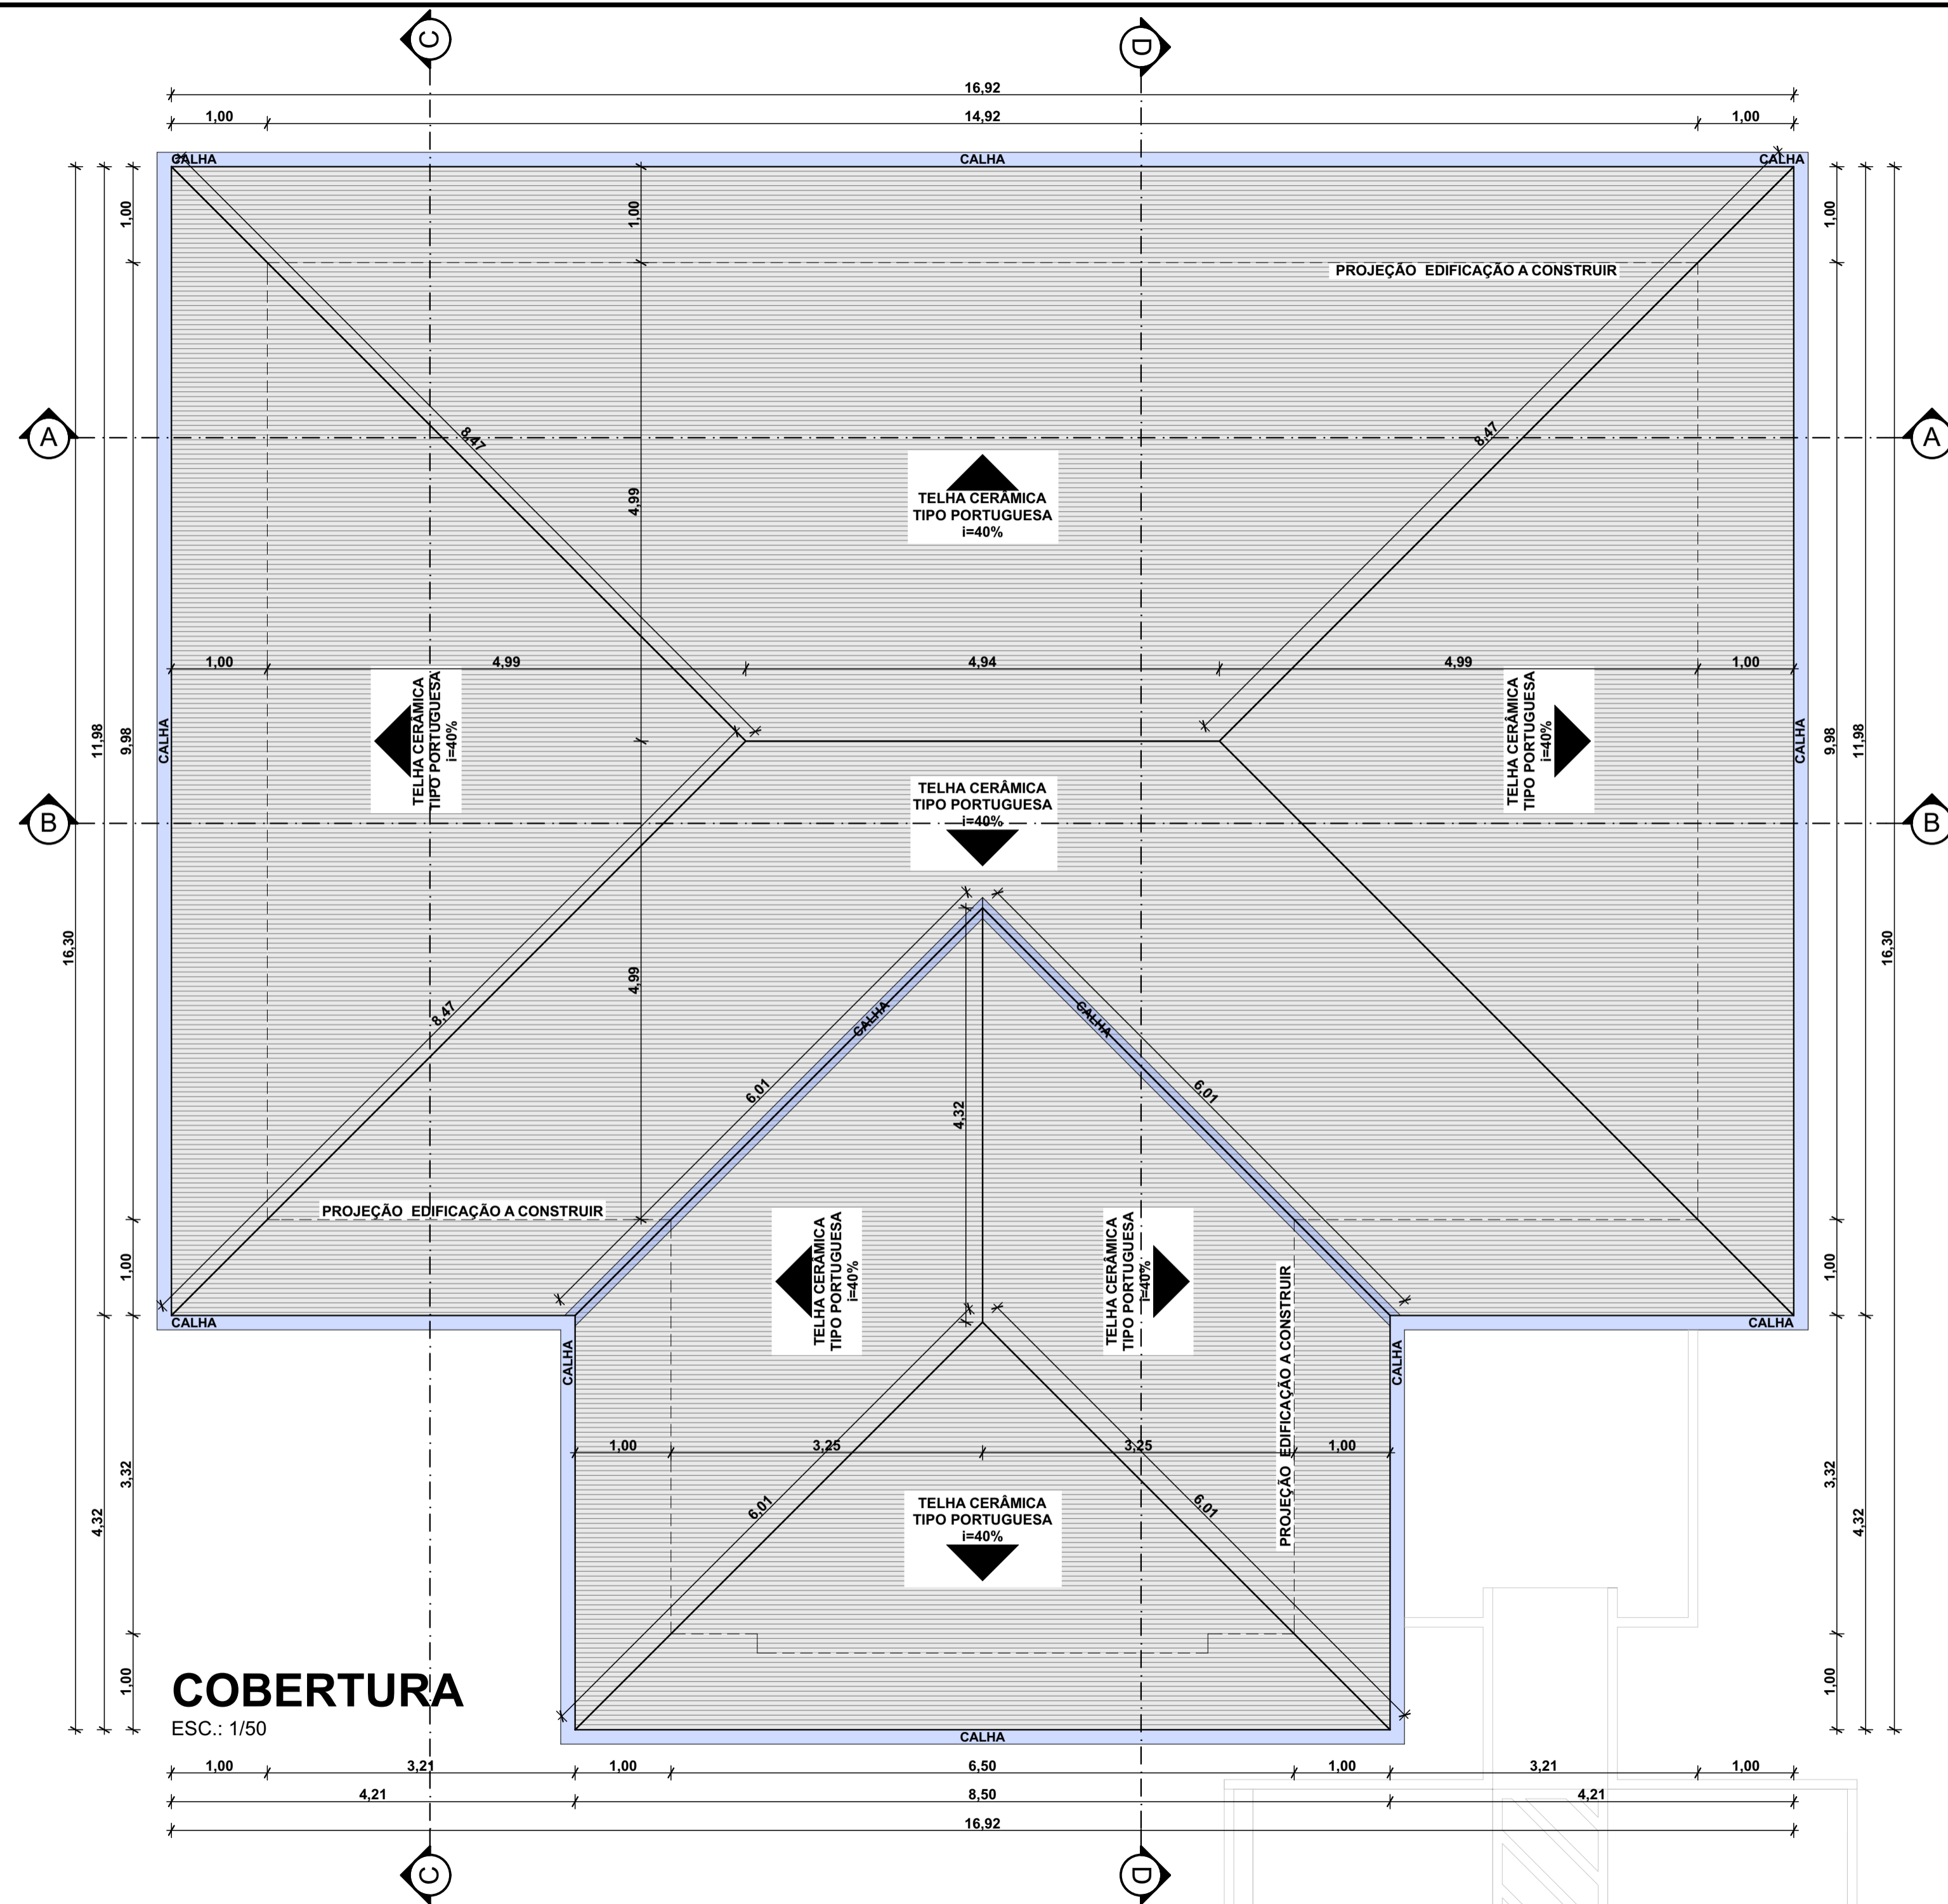 C
D
16,92
1,00
14,92
1,00
CALHA
CALHA
CALHA
1,00
1,00
1,00
PROJEÇÃO EDIFICAÇÃO A CONSTRUIR
A
A
8,47
8,47
4,99
TELHA CERÂMICA
TIPO PORTUGUESA
i=40%
1,00
4,99
4,94
4,99
1,00
11,98
9,98
CALHA
TELHA CERÂMICA
TIPO PORTUGUESA
i=40%
TELHA CERÂMICA
TIPO PORTUGUESA
i=40%
CALHA
9,98
11,98
TELHA CERÂMICA
TIPO PORTUGUESA
i=40%
B
B
16,30
4,99
16,30
8,47
CALHA
CALHA
6,01
4,32
6,01
PROJEÇÃO EDIFICAÇÃO A CONSTRUIR
1,00
TELHA CERÂMICA
TIPO PORTUGUESA
i=40%
TELHA CERÂMICA
TIPO PORTUGUESA
i=40%
PROJEÇÃO EDIFICAÇÃO A CONSTRUIR
1,00
CALHA
CALHA
CALHA
CALHA
1,00
3,25
3,25
1,00
3,32
4,32
6,01
TELHA CERÂMICA
TIPO PORTUGUESA
i=40%
6,01
3,32
4,32
1,00
1,00
COBERTURA
ESC.: 1/50
CALHA
1,00
3,21
1,00
6,50
1,00
3,21
1,00
4,21
8,50
4,21
16,92
C
D